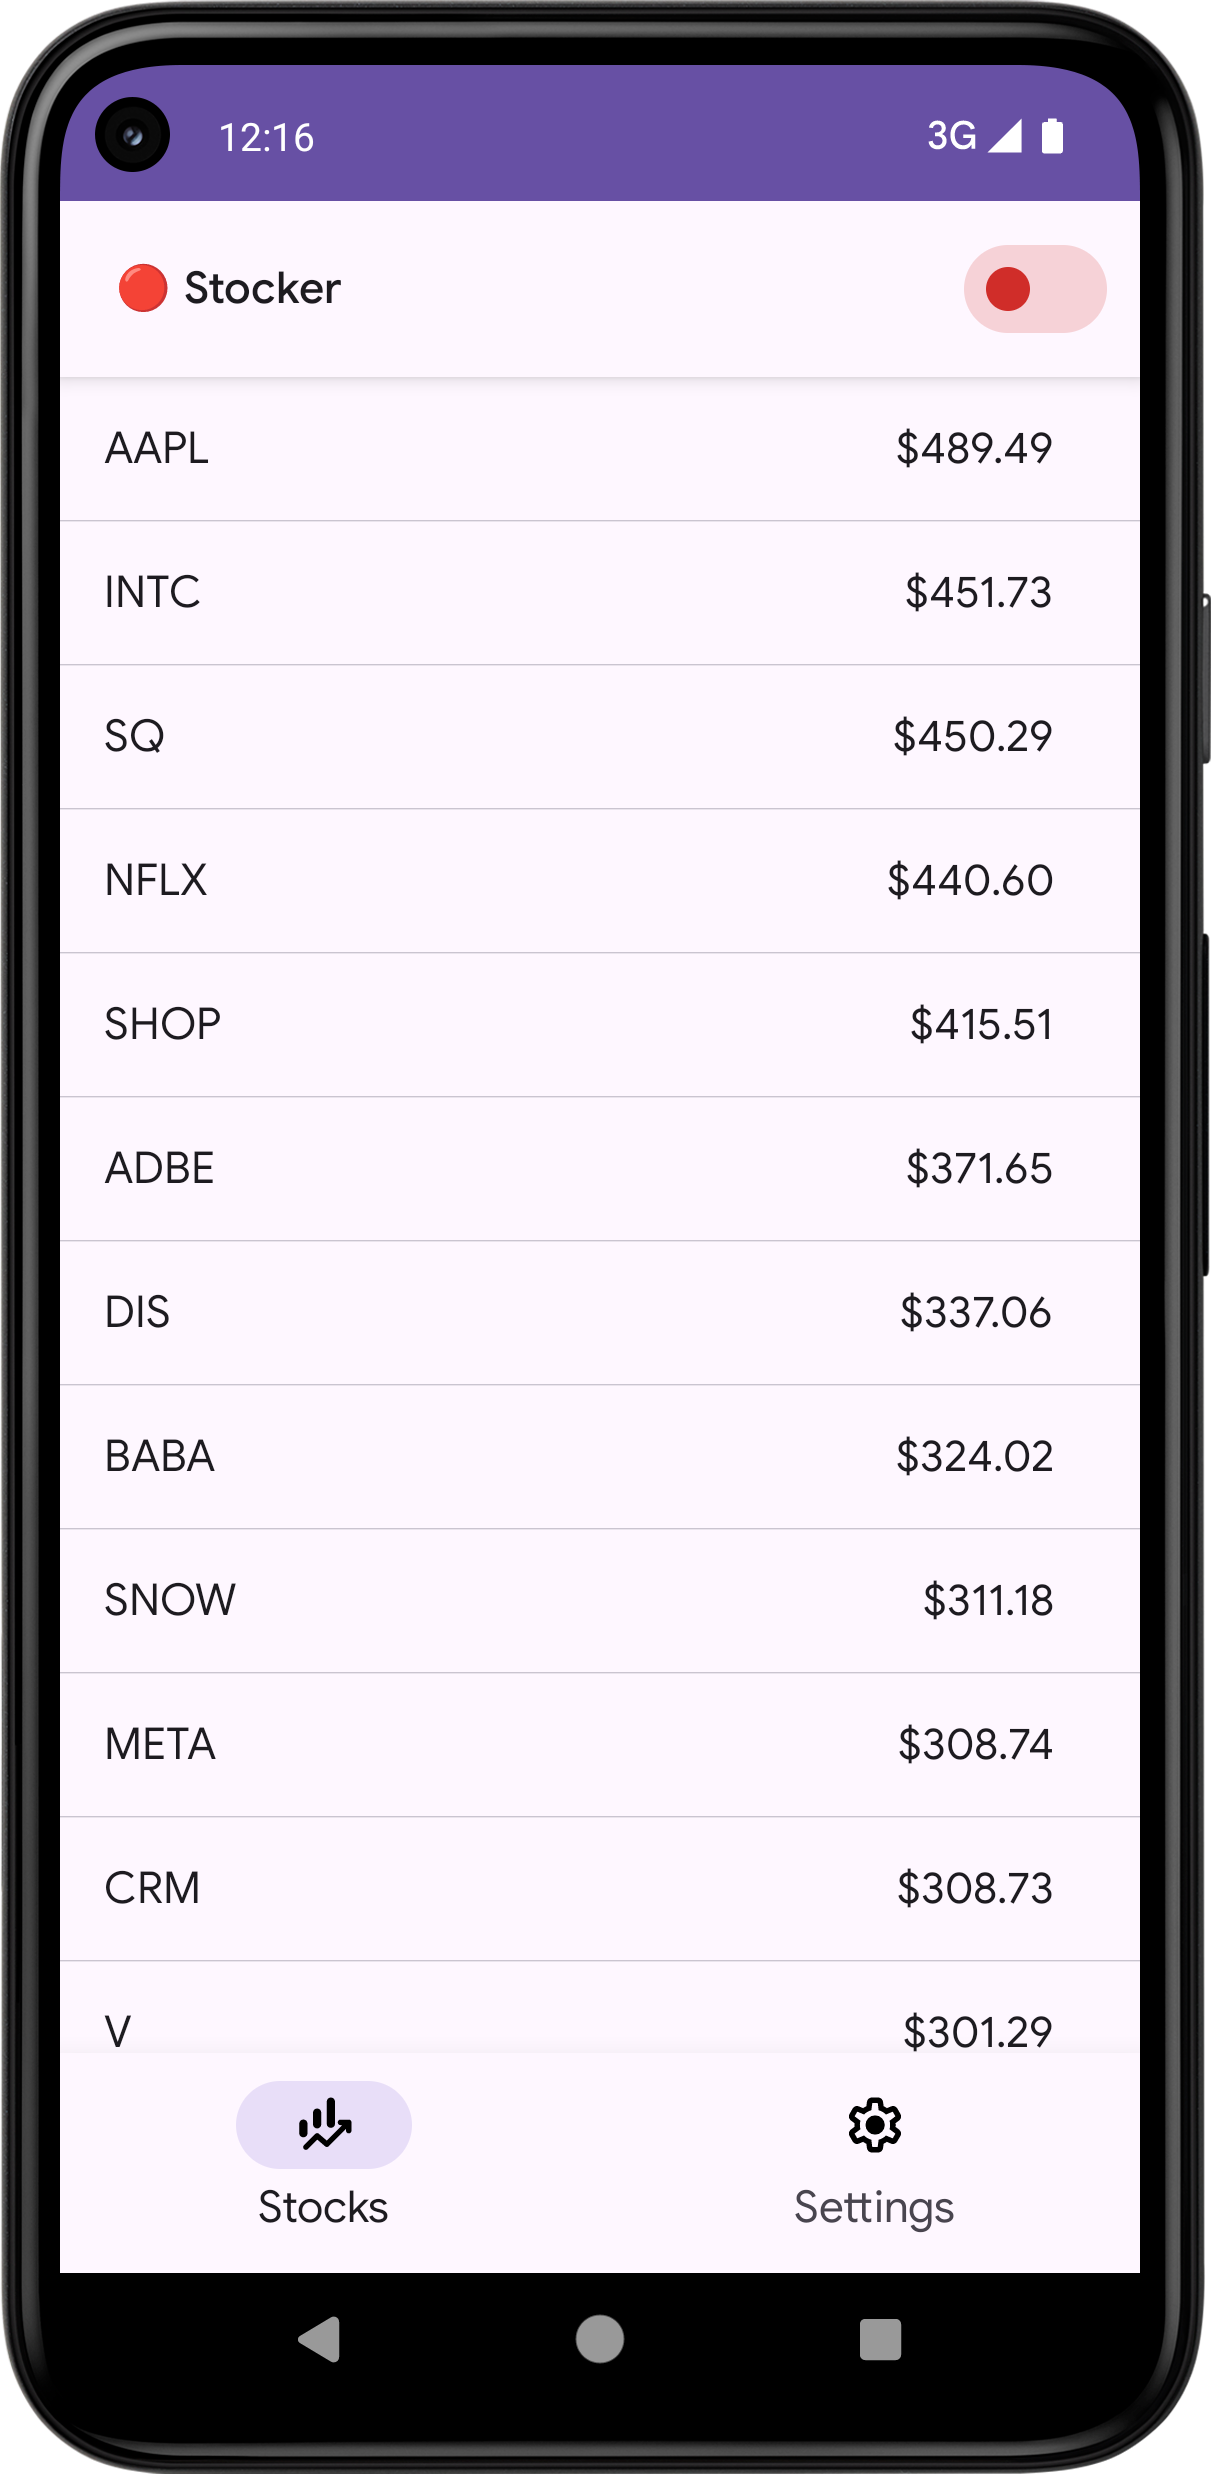 12:16 3G
Stocker
AAPL $489.49
INTC $451.73
SQ $450.29
NFLX $440.60
SHOP $415.51
ADBE $371.65
DIS $337.06
BABA $324.02
SNOW $311.18
META $308.74
CRM $308.73
V $301.29
Stocks Settings